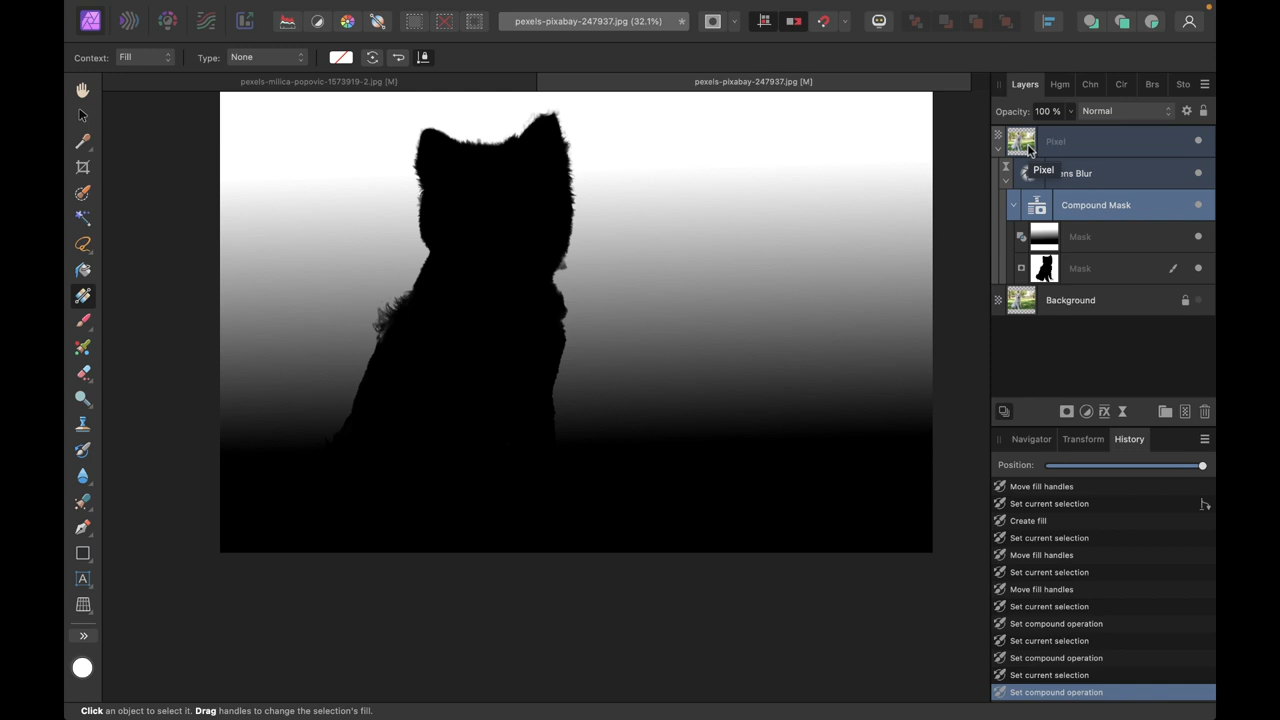 pexels-pixabay-247937.jpg (32.1%) *
Context: Fill Type: None
pexels-milica-popovic-1573919-2.jpg [M]
pexels-pixabay-247937.jpg [M]
Layers Hgm Chn Clr Brs Sto
Opacity: 100 % Normal
Pixel
Pixel
ens Blur
Compound Mask
Mask
Mask
Background
fx
Navigator Transform History
Position:
Move fill handles
Set current selection
Create fill
Set current selection
Move fill handles
Set current selection
Move fill handles
Set current selection
Set compound operation
Set current selection
Set compound operation
Set current selection
Set compound operation
A
Click an object to select it. Drag handles to change the selection's fill.